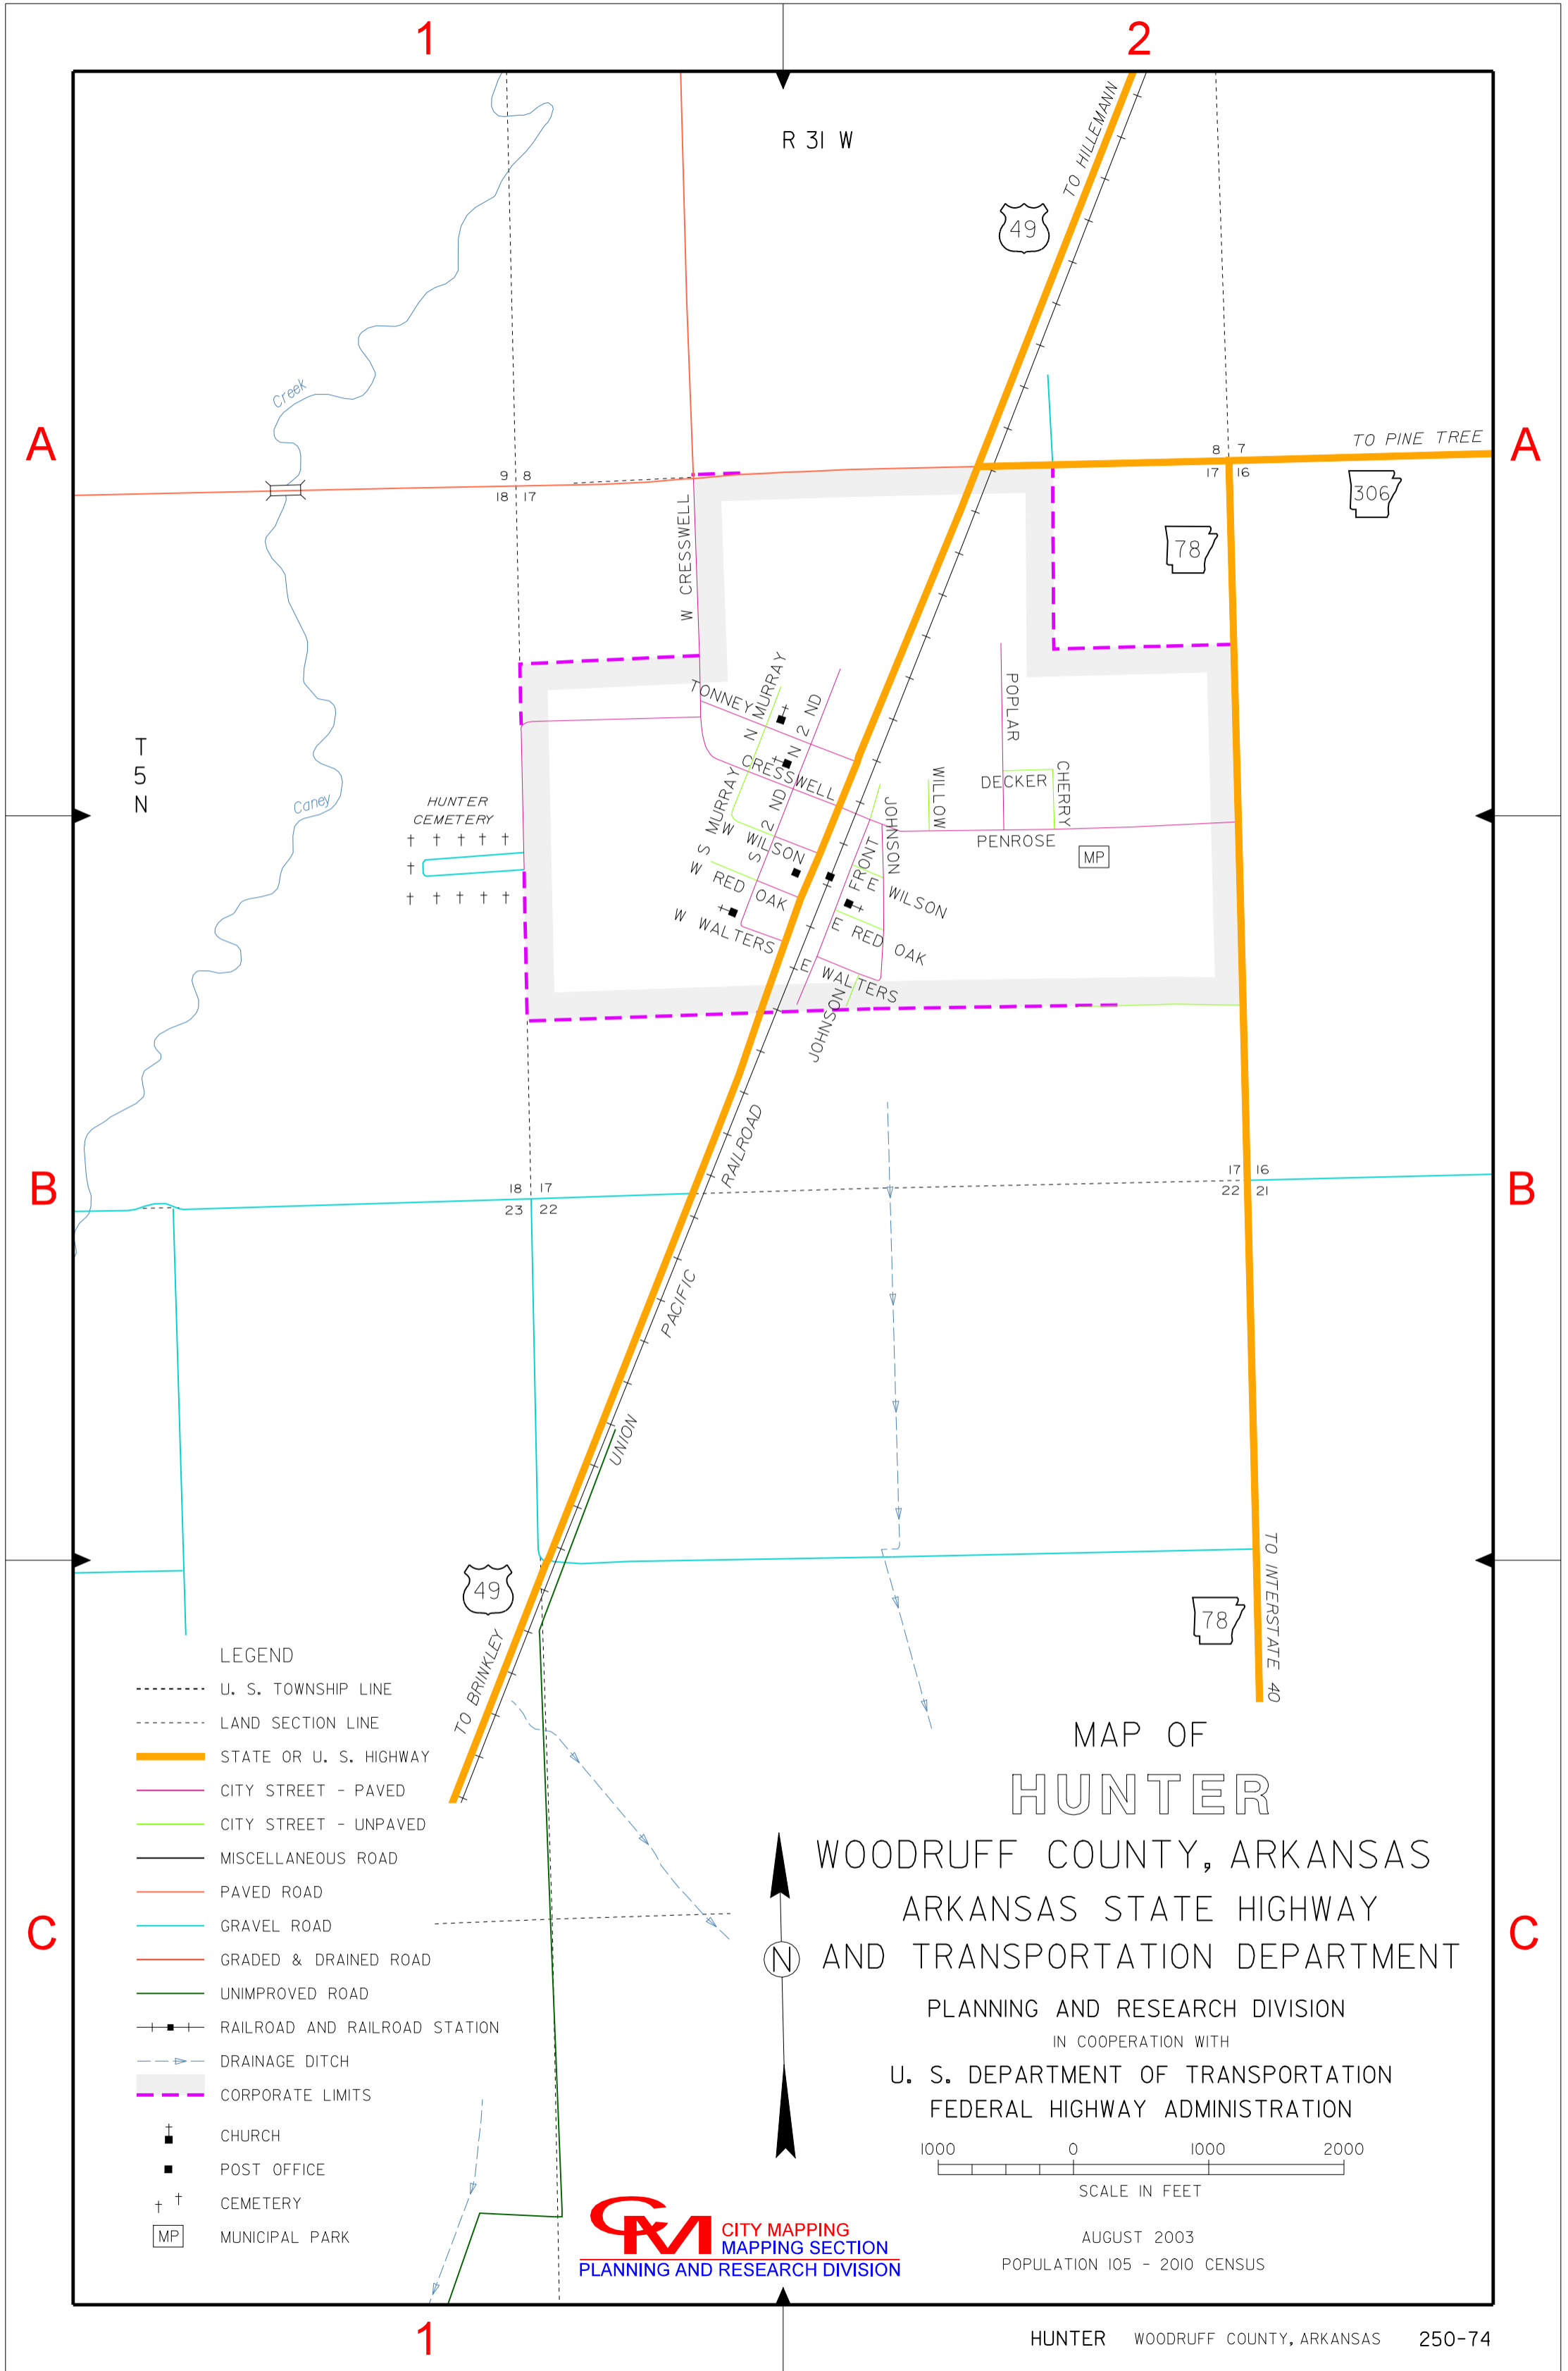 1
2
R 31 W
TO HILLEMANN
49
A
A
Creek
TO PINE TREE
8 7
17 16
306
9 8
18 17
78
W CRESSWELL
T
5
N
TONNEY
N MURRAY
N 2 ND
POPLAR
CRESSWELL
DECKER
CHERRY
WILLOW
JOHNSON
PENROSE
MP
Caney
HUNTER
CEMETERY
S MURRAY
S 2 ND
W WILSON
W RED OAK
W WALTERS
FRONT
E WILSON
E RED OAK
E WALTERS
JOHNSON
RAILROAD
PACIFIC
UNION
B
B
18 17
23 22
17 16
22 21
49
TO BRINKLEY
78
TO INTERSTATE 40
LEGEND
U. S. TOWNSHIP LINE
LAND SECTION LINE
STATE OR U. S. HIGHWAY
CITY STREET - PAVED
CITY STREET - UNPAVED
MISCELLANEOUS ROAD
PAVED ROAD
GRAVEL ROAD
GRADED & DRAINED ROAD
UNIMPROVED ROAD
RAILROAD AND RAILROAD STATION
DRAINAGE DITCH
CORPORATE LIMITS
CHURCH
POST OFFICE
CEMETERY
MP MUNICIPAL PARK
C
C
MAP OF
HUNTER
WOODRUFF COUNTY, ARKANSAS
ARKANSAS STATE HIGHWAY
AND TRANSPORTATION DEPARTMENT
N
PLANNING AND RESEARCH DIVISION
IN COOPERATION WITH
U. S. DEPARTMENT OF TRANSPORTATION
FEDERAL HIGHWAY ADMINISTRATION
1000 0 1000 2000
SCALE IN FEET
AUGUST 2003
POPULATION 105 - 2010 CENSUS
CM
CITY MAPPING
MAPPING SECTION
PLANNING AND RESEARCH DIVISION
1
HUNTER WOODRUFF COUNTY, ARKANSAS 250-74